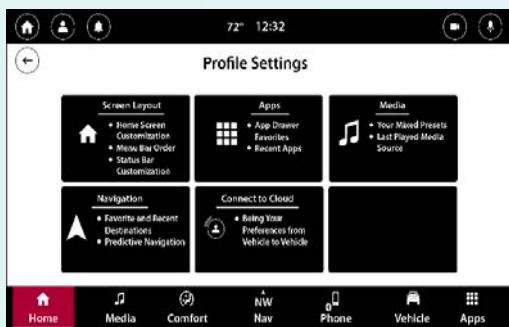 72° 12:32
Profile Settings
Screen Layout
• Home Screen
Customization
• Menu Bar Order
• Status Bar
Customization
Apps
• App Drawer
Favorites
• Recent Apps
Media
• Your Mixed Presets
• Last Played Media
Source
Navigation
• Favorite and Recent
Destinations
• Predictive Navigation
Connect to Cloud
• Being Your
Preferences from
Vehicle to Vehicle
NW
Home Media Comfort Nav Phone Vehicle Apps